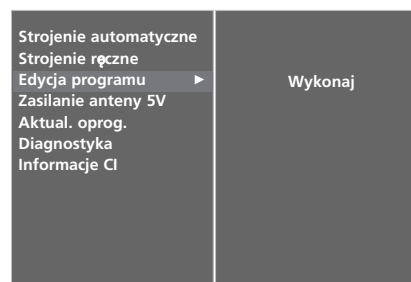 Strojenie automatyczne
Strojenie ręczne
Edycja programu ►
Wykonaj
Zasilanie anteny 5V
Aktual. oprog.
Diagnostyka
Informacje CI